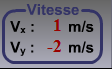 Vitesse
Vx : 1 m/s
Vy : -2 m/s